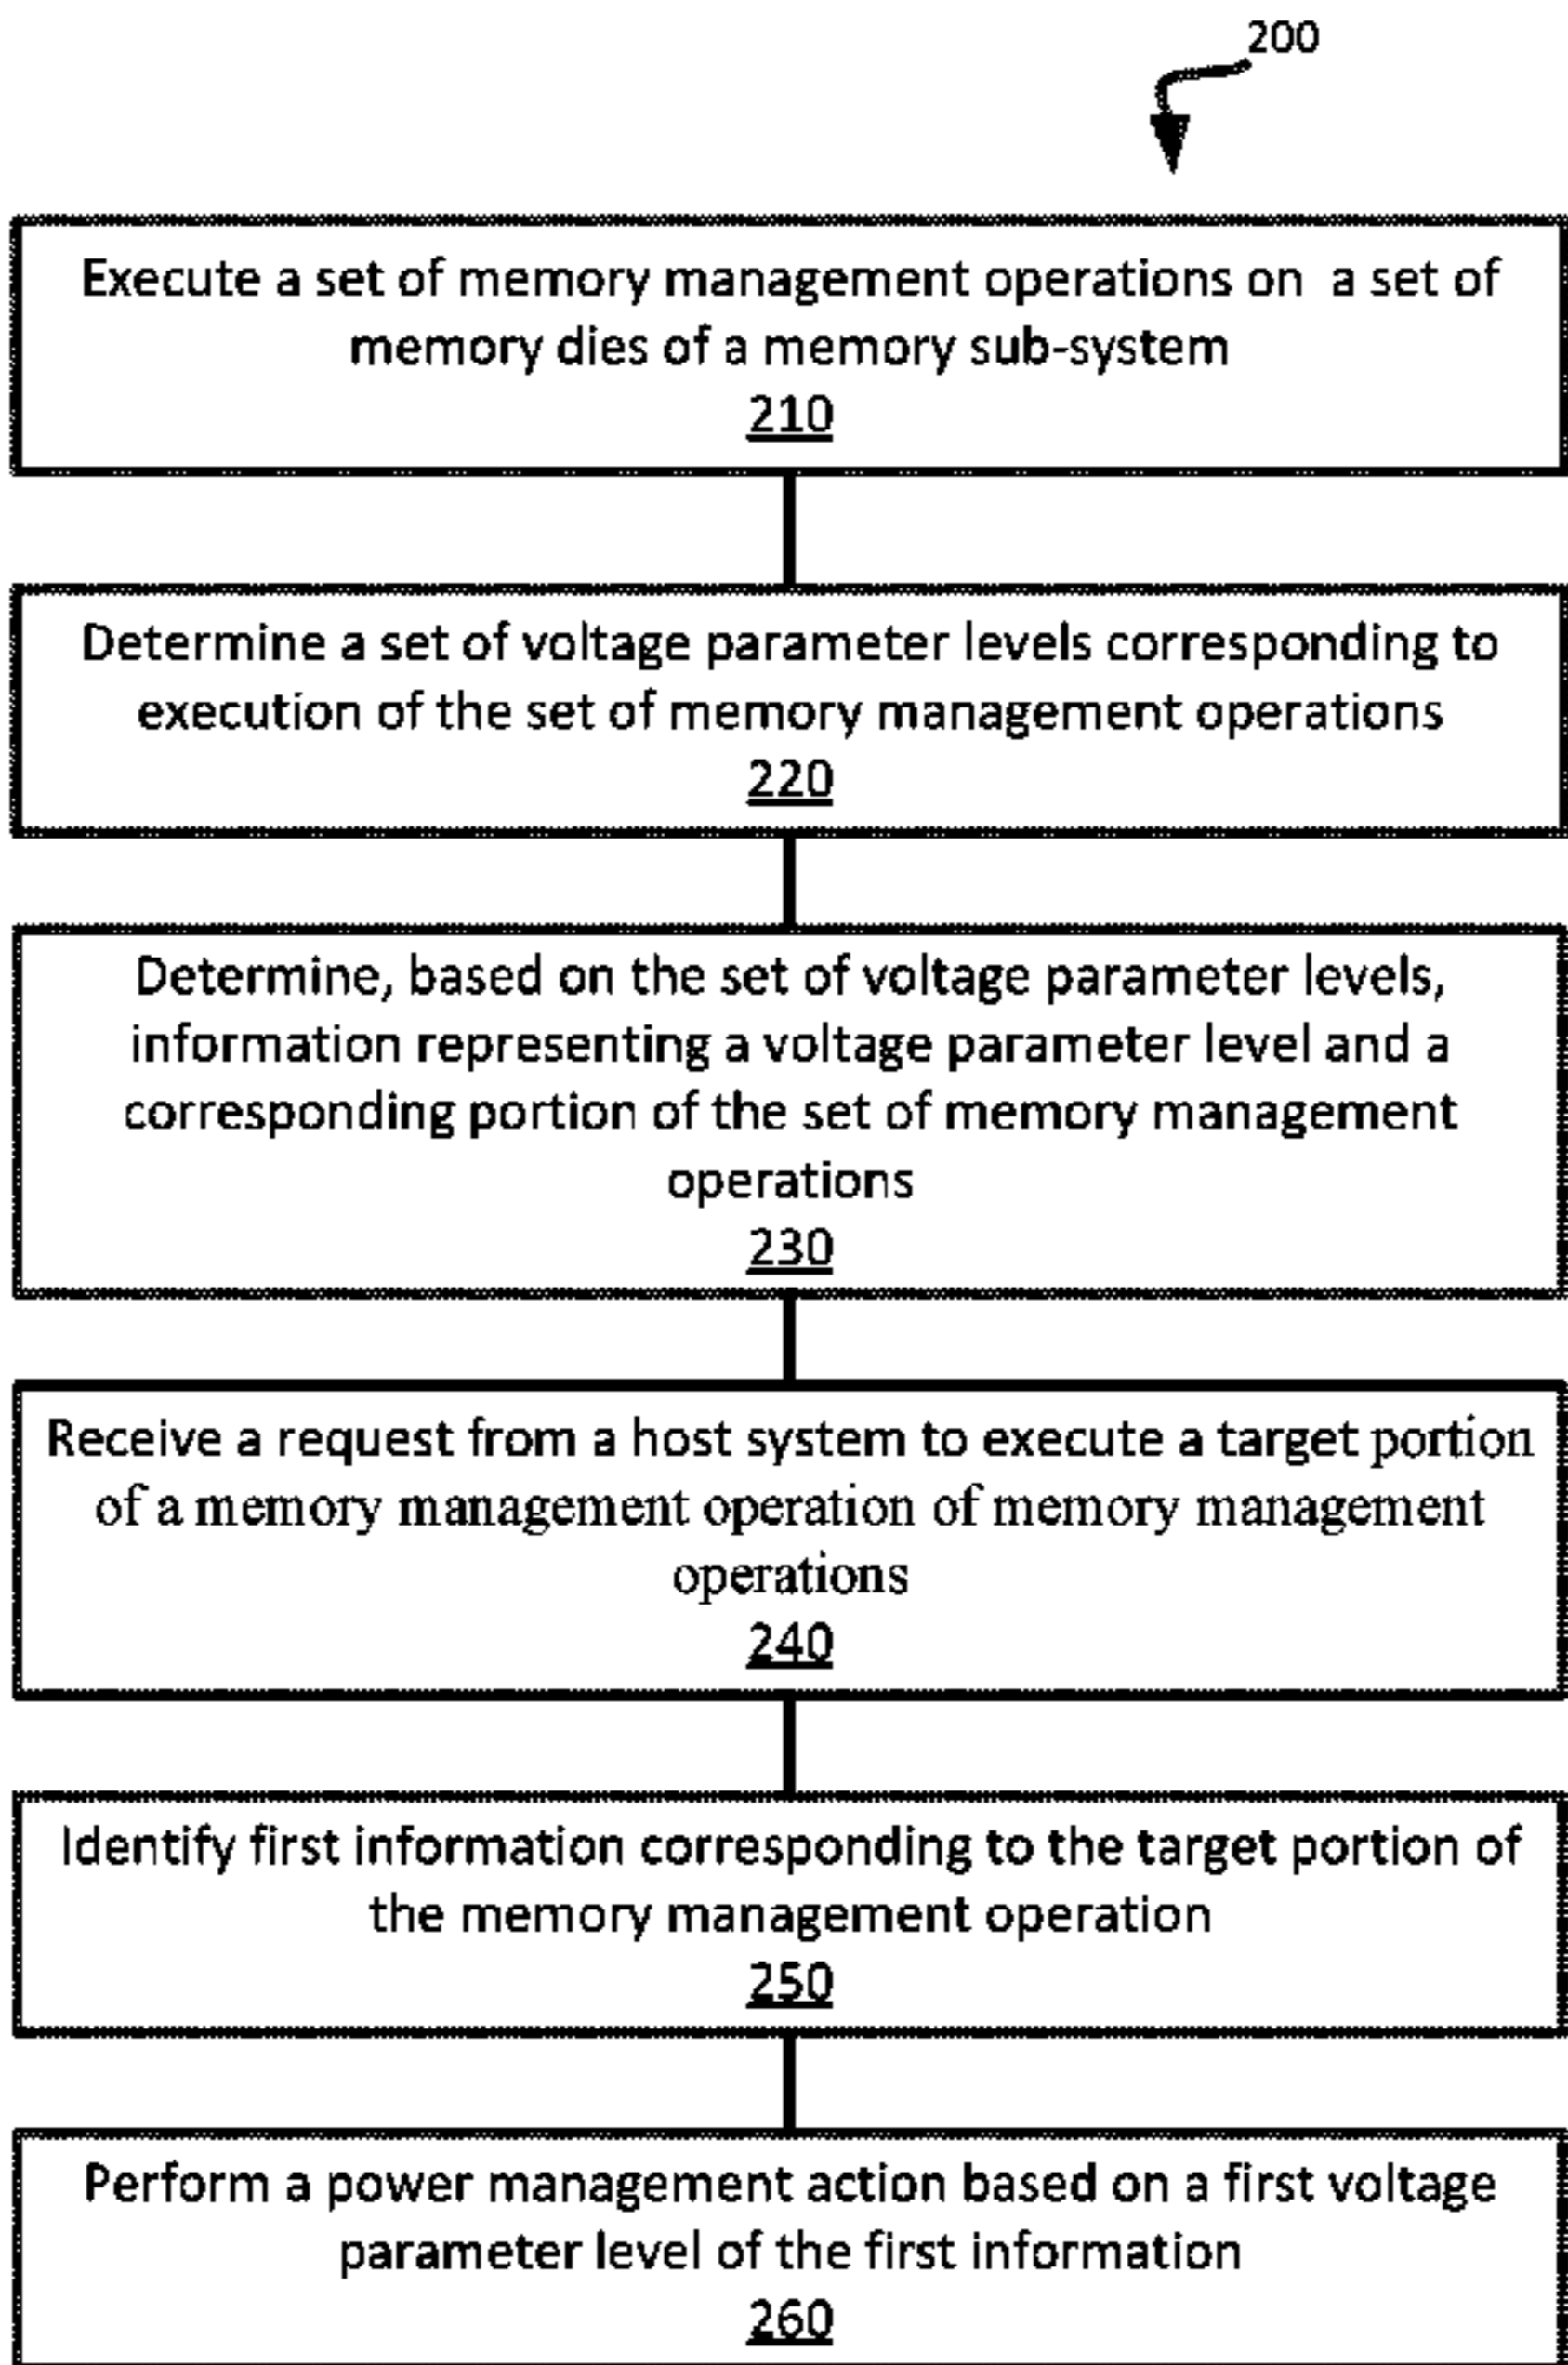 200
Execute a set of memory management operations on a set of
memory dies of a memory sub-system
210
Determine a set of voltage parameter levels corresponding to
execution of the set of memory management operations
220
Determine, based on the set of voltage parameter levels,
information representing a voltage parameter level and a
corresponding portion of the set of memory management
operations
230
Receive a request from a host system to execute a target portion
of a memory management operation of memory management
operations
240
Identify first information corresponding to the target portion of
the memory management operation
250
Perform a power management action based on a first voltage
parameter level of the first information
260